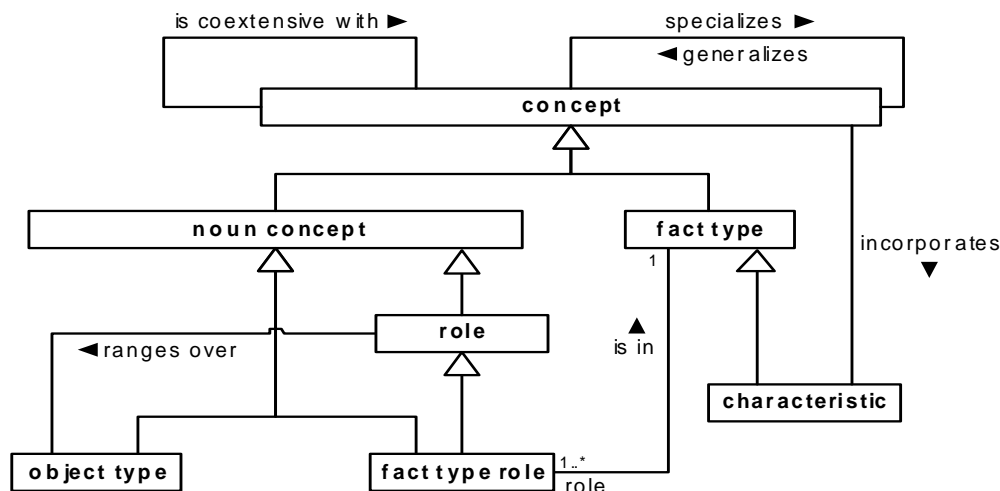 is coextensive with ►
specializes ►
◄ generalizes
concept
noun concept
fact type
incorporates
▼
1
role
▲
is in
◄ ranges over
characteristic
object type
fact type role
1..*
role